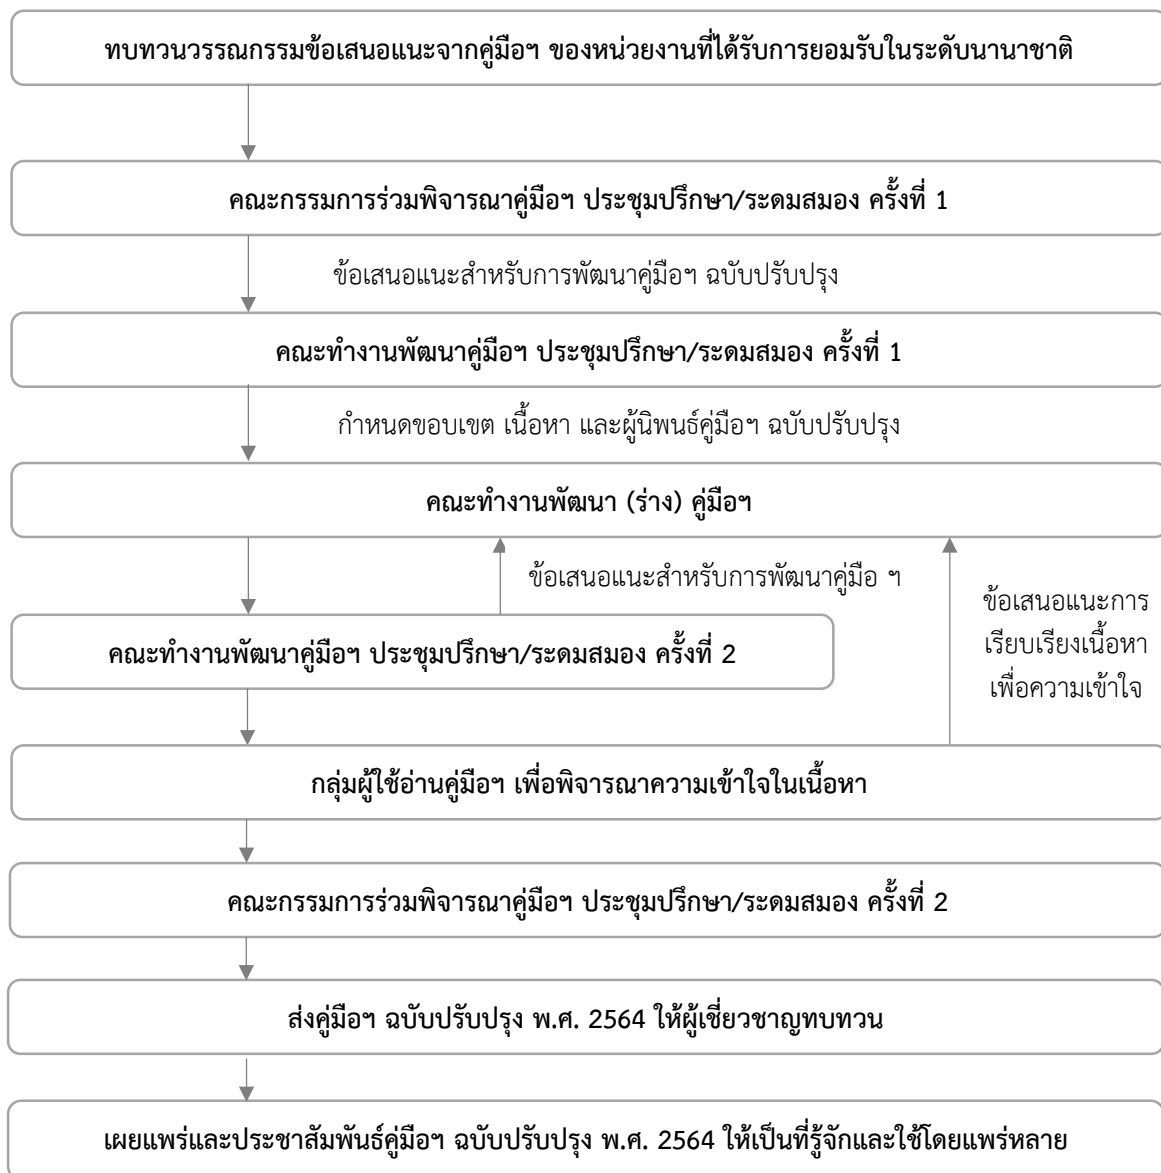 ทบทวนวรรณกรรมข้อเสนอแนะจากคู่มือฯ ของหน่วยงานที่ได้รับการยอมรับในระดับนานาชาติ
คณะกรรมการร่วมพิจารณาคู่มือฯ ประชุมปรึกษา/ระดมสมอง ครั้งที่ 1
ข้อเสนอแนะสำหรับการพัฒนาคู่มือฯ ฉบับปรับปรุง
คณะทำงานพัฒนาคู่มือฯ ประชุมปรึกษา/ระดมสมอง ครั้งที่ 1
กำหนดขอบเขต เนื้อหา และผู้นิพนธ์คู่มือฯ ฉบับปรับปรุง
คณะทำงานพัฒนา (ร่าง) คู่มือฯ
ข้อเสนอแนะสำหรับการพัฒนาคู่มือ ฯ
ข้อเสนอแนะการ
เรียบเรียงเนื้อหา
เพื่อความเข้าใจ
คณะทำงานพัฒนาคู่มือฯ ประชุมปรึกษา/ระดมสมอง ครั้งที่ 2
กลุ่มผู้ใช้อ่านคู่มือฯ เพื่อพิจารณาความเข้าใจในเนื้อหา
คณะกรรมการร่วมพิจารณาคู่มือฯ ประชุมปรึกษา/ระดมสมอง ครั้งที่ 2
ส่งคู่มือฯ ฉบับปรับปรุง พ.ศ. 2564 ให้ผู้เชี่ยวชาญทบทวน
เผยแพร่และประชาสัมพันธ์คู่มือฯ ฉบับปรับปรุง พ.ศ. 2564 ให้เป็นที่รู้จักและใช้โดยแพร่หลาย